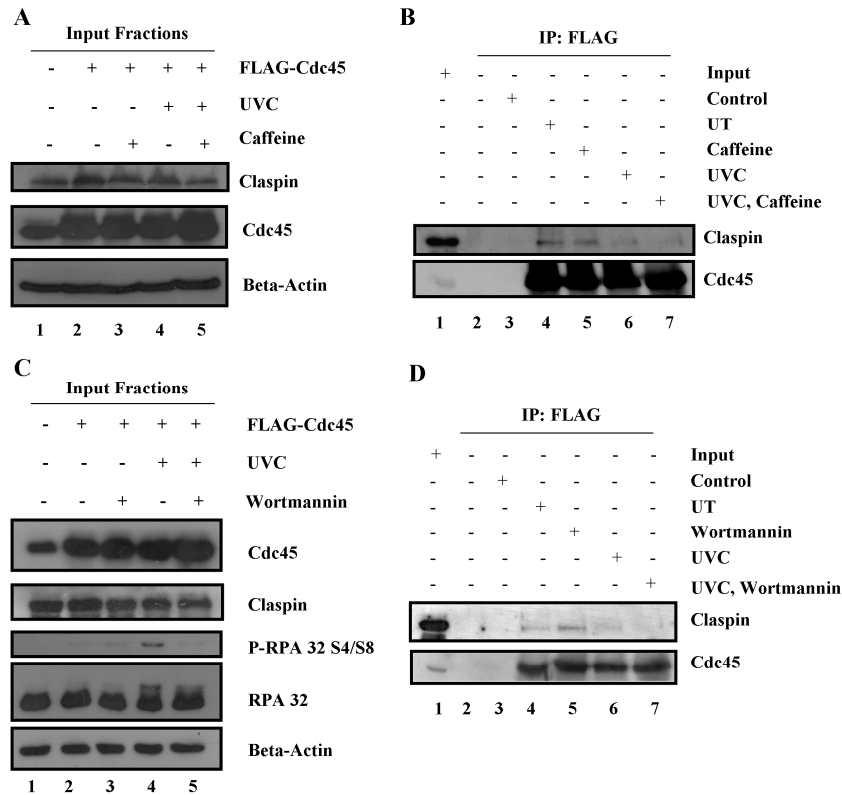 A
Input Fractions
- + + + + FLAG-Cdc45
- - - + + UVC
- - + - + Caffeine
Claspin
Cdc45
Beta-Actin
1 2 3 4 5
B
IP: FLAG
+ - - - - - - Input
- - + - - - - Control
- - - + - - - UT
- - - - + - - Caffeine
- - - - - + - UVC
- - - - - - + UVC, Caffeine
Claspin
Cdc45
1 2 3 4 5 6 7
C
Input Fractions
- + + + + FLAG-Cdc45
- - - + + UVC
- - + - + Wortmannin
Cdc45
Claspin
P-RPA 32 S4/S8
RPA 32
Beta-Actin
1 2 3 4 5
D
IP: FLAG
+ - - - - - - Input
- - + - - - - Control
- - - + - - - UT
- - - - + - - Wortmannin
- - - - - + - UVC
- - - - - - + UVC, Wortmannin
Claspin
Cdc45
1 2 3 4 5 6 7